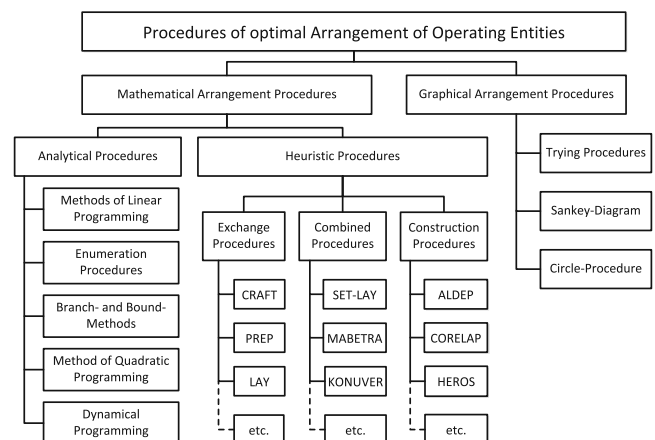 Procedures of optimal Arrangement of Operating Entities
Mathematical Arrangement Procedures
Graphical Arrangement Procedures
Analytical Procedures
Heuristic Procedures
Trying Procedures
Sankey-Diagram
Circle-Procedure
Methods of Linear
Programming
Enumeration
Procedures
Branch- and Bound-
Methods
Method of Quadratic
Programming
Dynamical
Programming
Exchange
Procedures
CRAFT
PREP
LAY
etc.
Combined
Procedures
SET-LAY
MABETRA
KONUVER
etc.
Construction
Procedures
ALDEP
CORELAP
HEROS
etc.